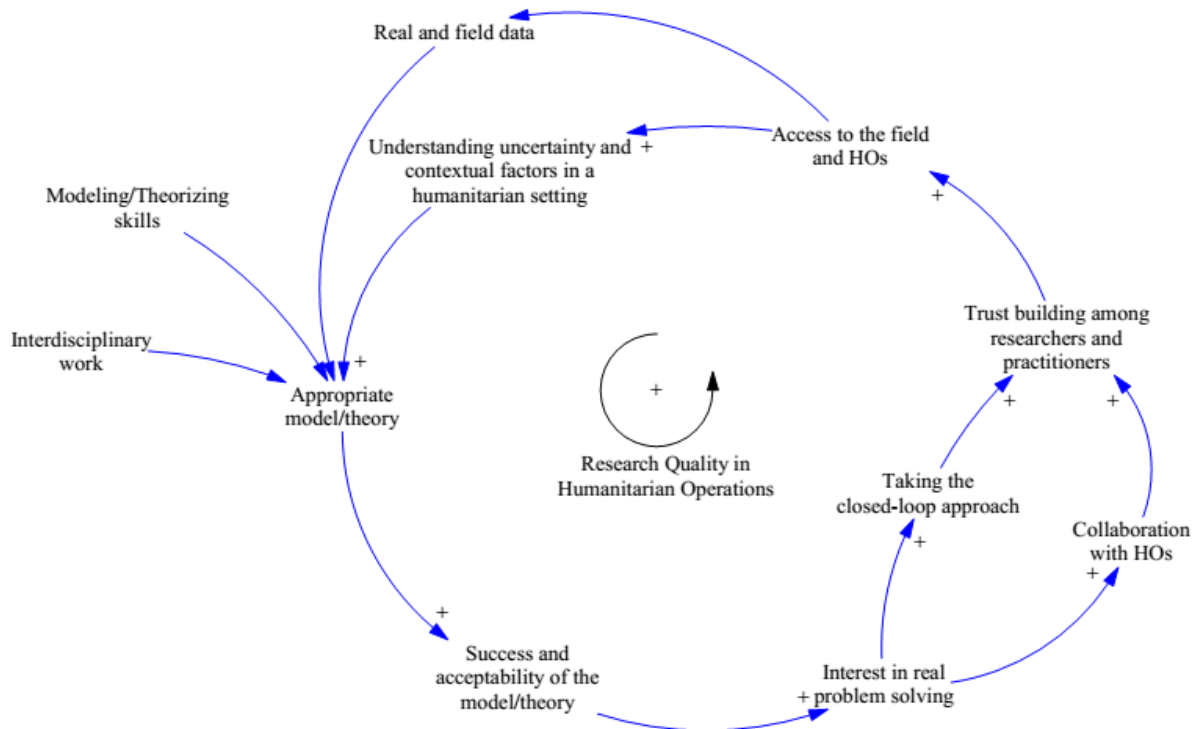 Real and field data
Access to the field
and HOs
+
Understanding uncertainty and
contextual factors in a
humanitarian setting
+
Modeling/Theorizing
skills
Interdisciplinary
work
+
Appropriate
model/theory
Trust building among
researchers and
practitioners
+
+
+
Research Quality in
Humanitarian Operations
Taking the
closed-loop approach
+
Collaboration
with HOs
+
+
Success and
acceptability of the
model/theory
Interest in real
+ problem solving